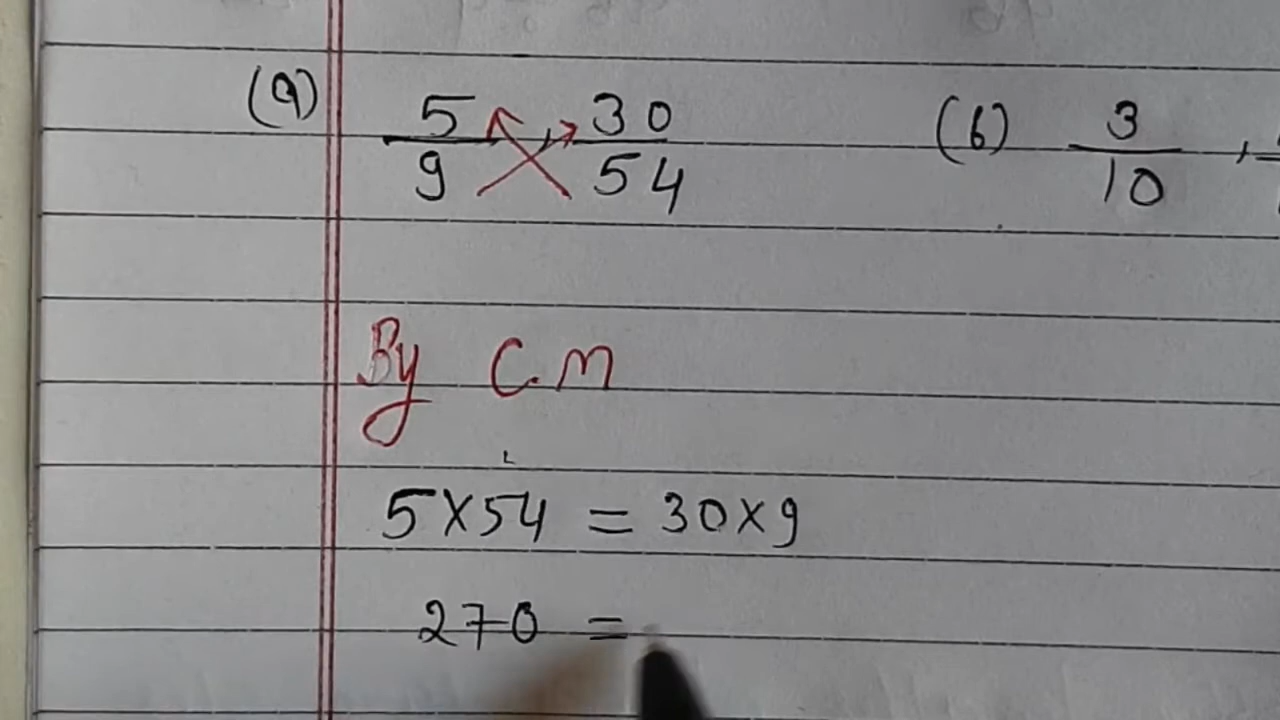 (a) 5/9 , 30/54 (b) 3/10 ,
By C.M
5×54 = 30×9
270 =